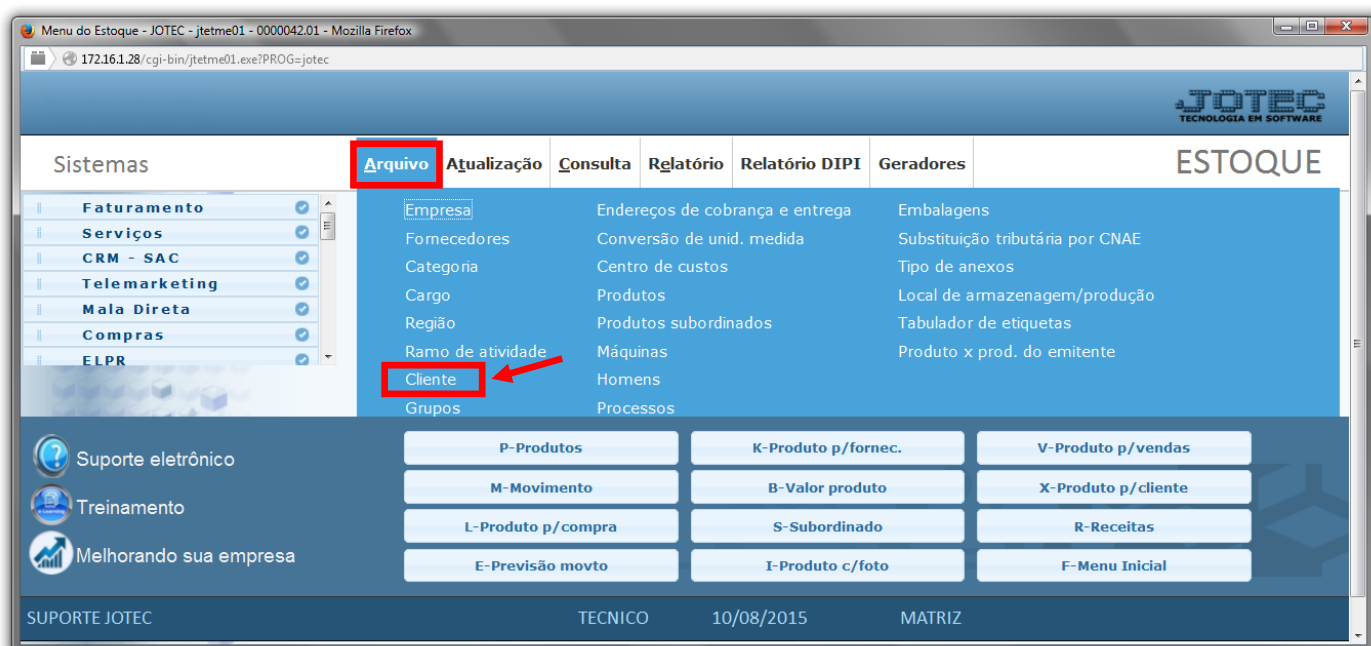 Menu do Estoque - JOTEC - jtetme01 - 0000042.01 - Mozilla Firefox
172.16.1.28/cgi-bin/jtetme01.exe?PROG=jotec
JOTEC
TECNOLOGIA EM SOFTWARE
Sistemas
Arquivo Atualização Consulta Relatório Relatório DIPI Geradores
ESTOQUE
Faturamento
Serviços
CRM - SAC
Telemarketing
Mala Direta
Compras
ELPR
Empresa
Fornecedores
Categoria
Cargo
Região
Ramo de atividade
Cliente
Grupos
Endereços de cobrança e entrega
Conversão de unid. medida
Centro de custos
Produtos
Produtos subordinados
Máquinas
Homens
Processos
Embalagens
Substituição tributária por CNAE
Tipo de anexos
Local de armazenagem/produção
Tabulador de etiquetas
Produto x prod. do emitente
Suporte eletrônico
Treinamento
Melhorando sua empresa
P-Produtos K-Produto p/fornec. V-Produto p/vendas
M-Movimento B-Valor produto X-Produto p/cliente
L-Produto p/compra S-Subordinado R-Receitas
E-Previsão movto I-Produto c/foto F-Menu Inicial
SUPORTE JOTEC TECNICO 10/08/2015 MATRIZ